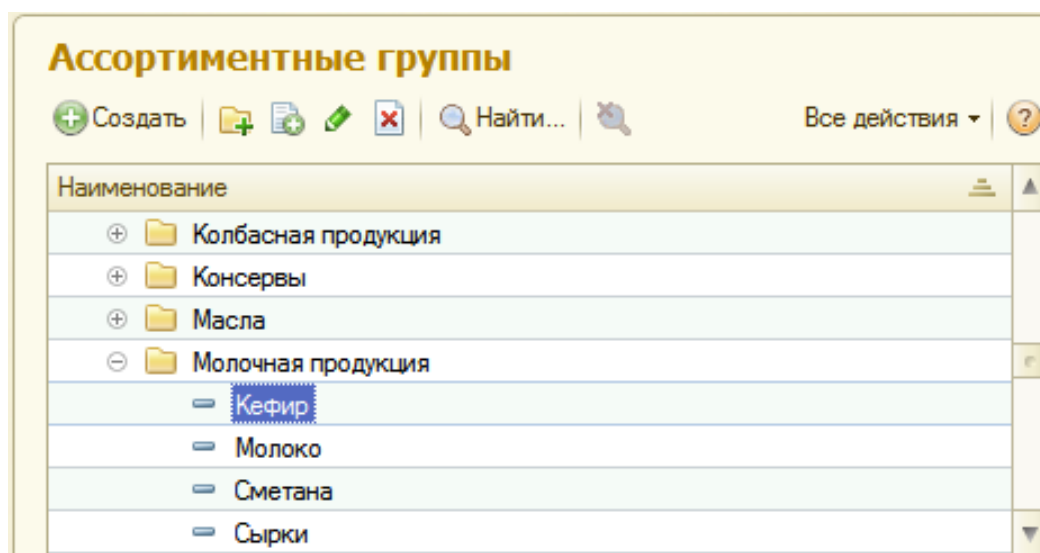 Ассортиментные группы
Создать Найти... Все действия
Наименование
Колбасная продукция
Консервы
Масла
Молочная продукция
Кефир
Молоко
Сметана
Сырки